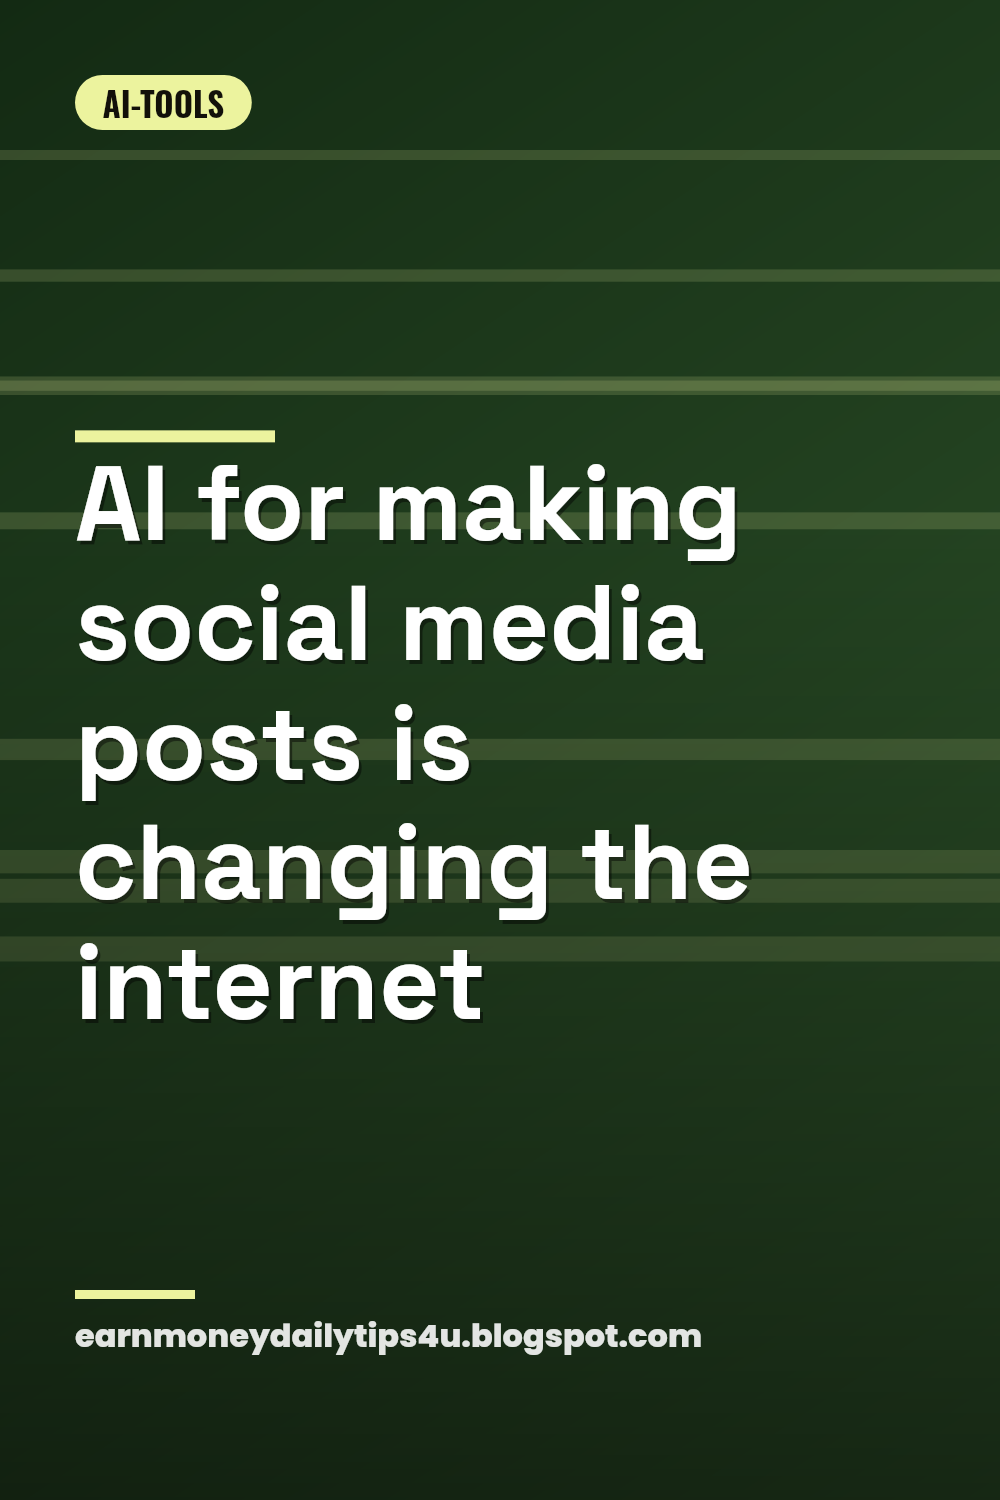 AI-TOOLS
AI for making
social media
posts is
changing the
internet
earnmoneydailytips4u.blogspot.com